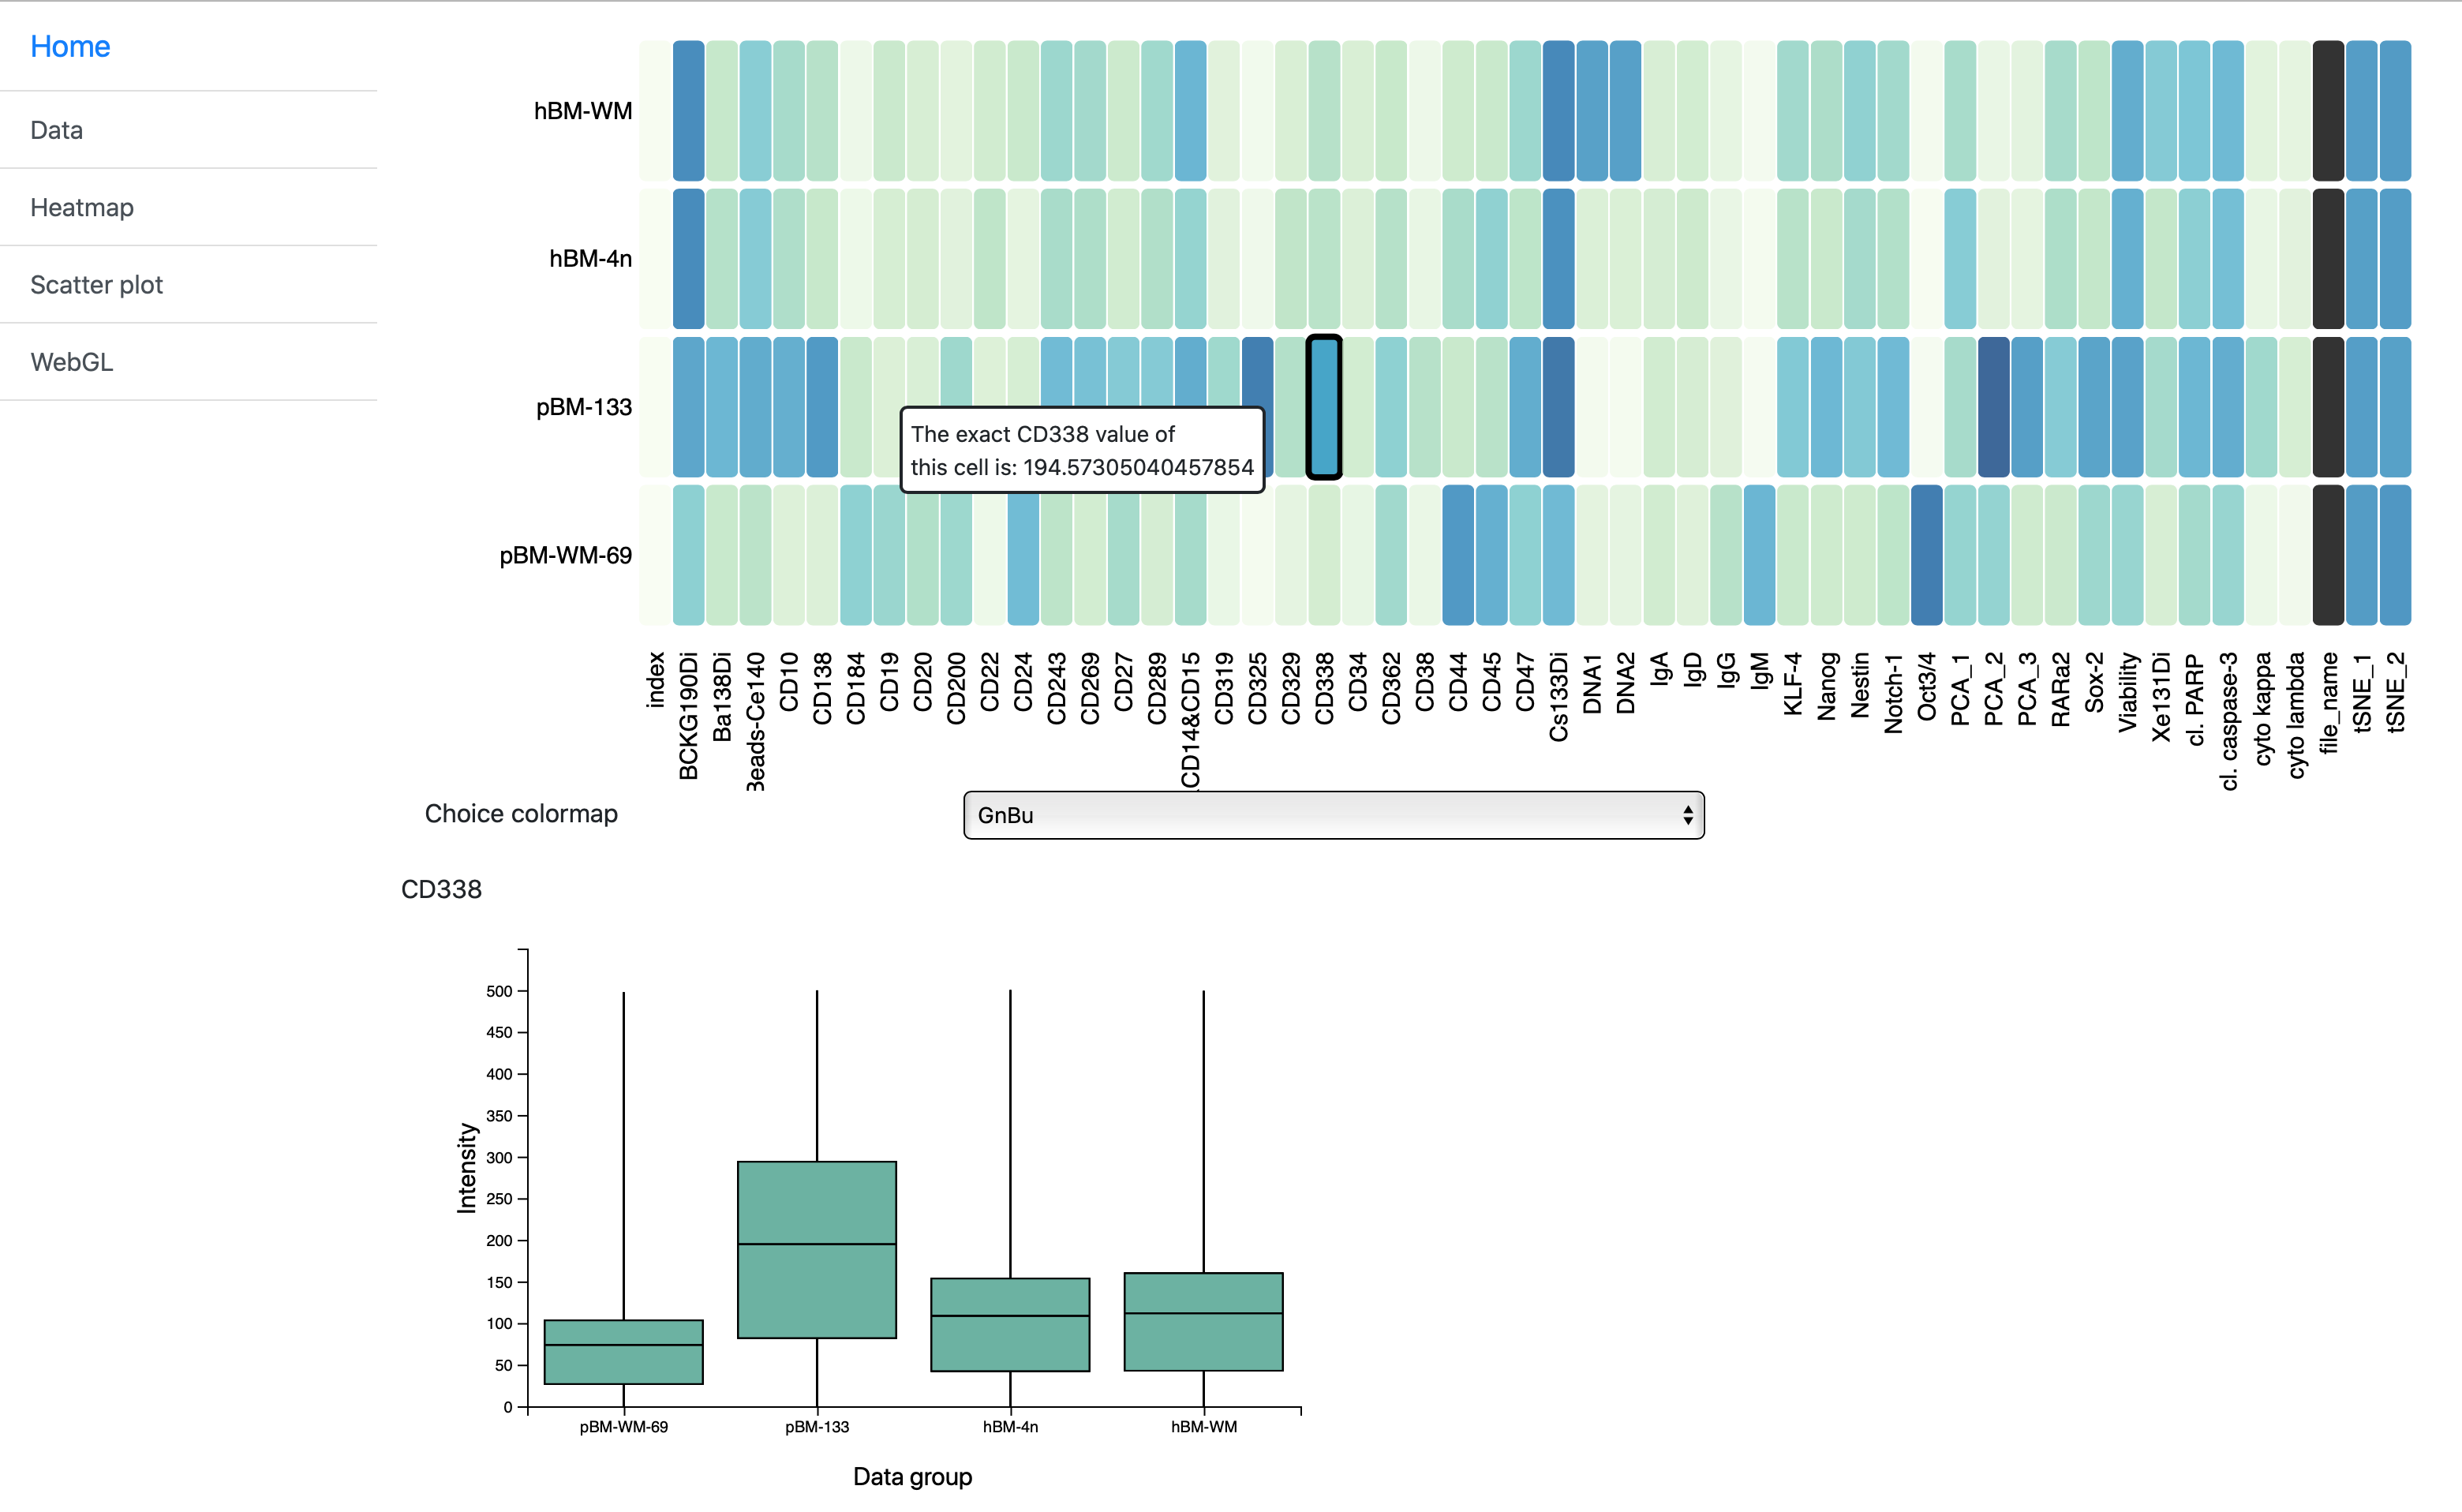 Home
Data
Heatmap
Scatter plot
WebGL
hBM-WM
hBM-4n
pBM-133
pBM-WM-69
The exact CD338 value of
this cell is: 194.57305040457854
index
BCKG190Di
Ba138Di
Beads-Ce140
CD10
CD138
CD184
CD19
CD20
CD200
CD22
CD24
CD243
CD269
CD27
CD289
CD14&CD15
CD319
CD325
CD329
CD338
CD34
CD362
CD38
CD44
CD45
CD47
Cs133Di
DNA1
DNA2
IgA
IgD
IgG
IgM
KLF-4
Nanog
Nestin
Notch-1
Oct3/4
PCA_1
PCA_2
PCA_3
RARa2
Sox-2
Viability
Xe131Di
cl. PARP
cl. caspase-3
cyto kappa
cyto lambda
file_name
tSNE_1
tSNE_2
Choice colormap
GnBu
CD338
Intensity
500
450
400
350
300
250
200
150
100
50
0
pBM-WM-69
pBM-133
hBM-4n
hBM-WM
Data group